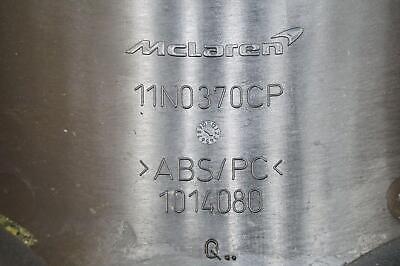 McLaren
11N0370CP
>ABS/PC<
1014080
Q..